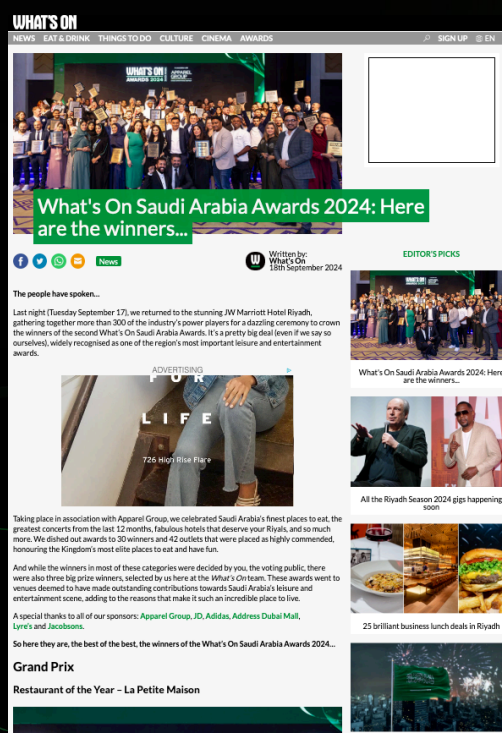 WHAT'S ON
NEWS EAT & DRINK THINGS TO DO CULTURE CINEMA AWARDS SIGN UP EN
WHAT'S ON
AWARDS 2024
APPAREL
GROUP
What's On Saudi Arabia Awards 2024: Here
are the winners...
News
Written by:
What's On
18th September 2024
The people have spoken...
Last night (Tuesday September 17), we returned to the stunning JW Marriott Hotel Riyadh,
gathering together more than 300 of the industry's power players for a dazzling ceremony to crown
the winners of the second What's On Saudi Arabia Awards. It's a pretty big deal (even if we say so
ourselves), widely recognised as one of the region's most important leisure and entertainment
awards.
ADVERTISING
FOR
LIFE
726 High Rise Flare
Taking place in association with Apparel Group, we celebrated Saudi Arabia's finest places to eat, the
greatest concerts from the last 12 months, fabulous hotels that deserve your Riyals, and so much
more. We dished out awards to 30 winners and 42 outlets that were placed as highly commended,
honouring the Kingdom's most elite places to eat and have fun.
And while the winners in most of these categories were decided by you, the voting public, there
were also three big prize winners, selected by us here at the What's On team. These awards went to
venues deemed to have made outstanding contributions towards Saudi Arabia's leisure and
entertainment scene, adding to the reasons that make it such an incredible place to live.
A special thanks to all of our sponsors: Apparel Group, JD, Adidas, Address Dubai Mall,
Lyre's and Jacobsons.
So here they are, the best of the best, the winners of the What's On Saudi Arabia Awards 2024...
Grand Prix
Restaurant of the Year – La Petite Maison
EDITOR'S PICKS
What's On Saudi Arabia Awards 2024: Here
are the winners...
All the Riyadh Season 2024 gigs happening
soon
25 brilliant business lunch deals in Riyadh